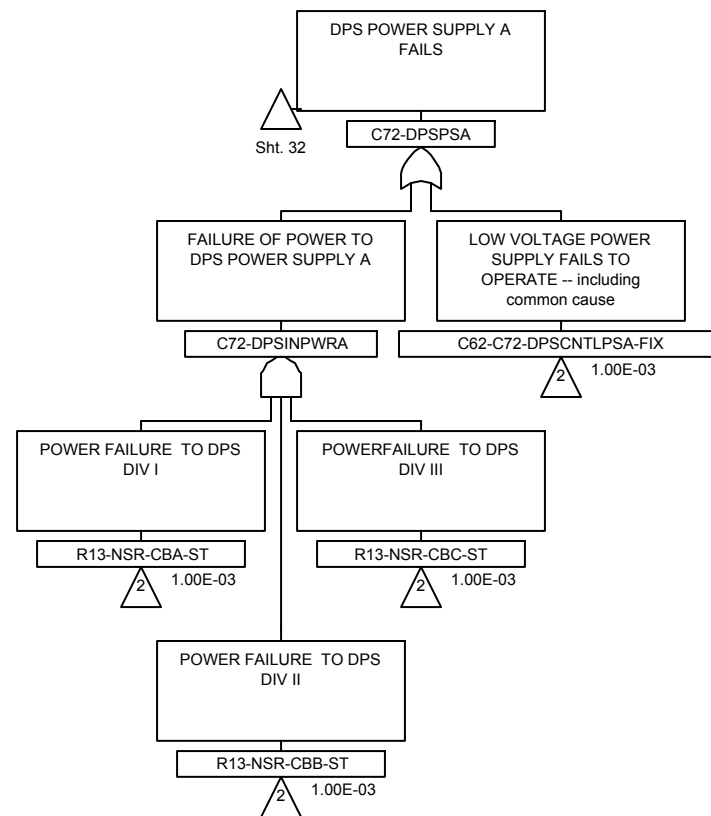 DPS POWER SUPPLY A
FAILS
Sht. 32
C72-DPSPSA
FAILURE OF POWER TO
DPS POWER SUPPLY A
LOW VOLTAGE POWER
SUPPLY FAILS TO
OPERATE -- including
common cause
C72-DPSINPWRA
C62-C72-DPSCNTLPSA-FIX
2
1.00E-03
POWER FAILURE  TO DPS
DIV I
POWERFAILURE  TO DPS
DIV III
R13-NSR-CBA-ST
R13-NSR-CBC-ST
2
1.00E-03
2
1.00E-03
POWER FAILURE  TO DPS
DIV II
R13-NSR-CBB-ST
2
1.00E-03